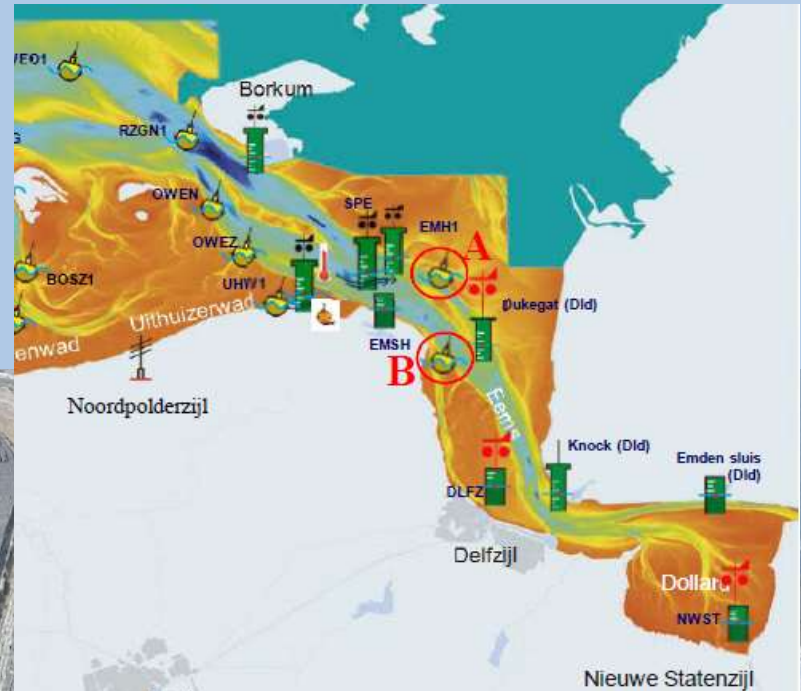 Borkum
RZGN1
OWEN
SPE
EMH1
A
OWEZ
BOSZ1
UHW1
Dukegat (Dld)
Uithuizerwad
enwad
EMSH
B
Noordpolderzijl
Eems
Knock (Dld)
Emden sluis
(Dld)
DLFZ
Delfzijl
Dollard
NWST
Nieuwe Statenzijl